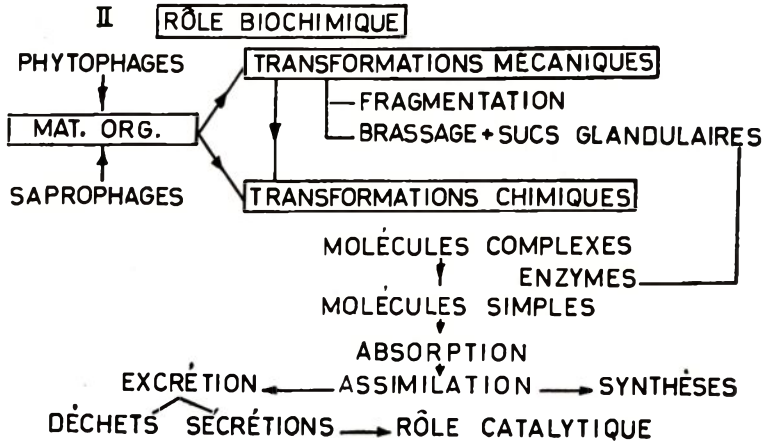 II RÔLE BIOCHIMIQUE
PHYTOPHAGES
TRANSFORMATIONS MÉCANIQUES
FRAGMENTATION
MAT. ORG.
BRASSAGE + SUCS GLANDULAIRES
SAPROPHAGES
TRANSFORMATIONS CHIMIQUES
MOLÉCULES COMPLEXES
ENZYMES
MOLÉCULES SIMPLES
ABSORPTION
EXCRÉTION
ASSIMILATION
SYNTHÈSES
DÉCHETS
SÉCRÉTIONS
RÔLE CATALYTIQUE